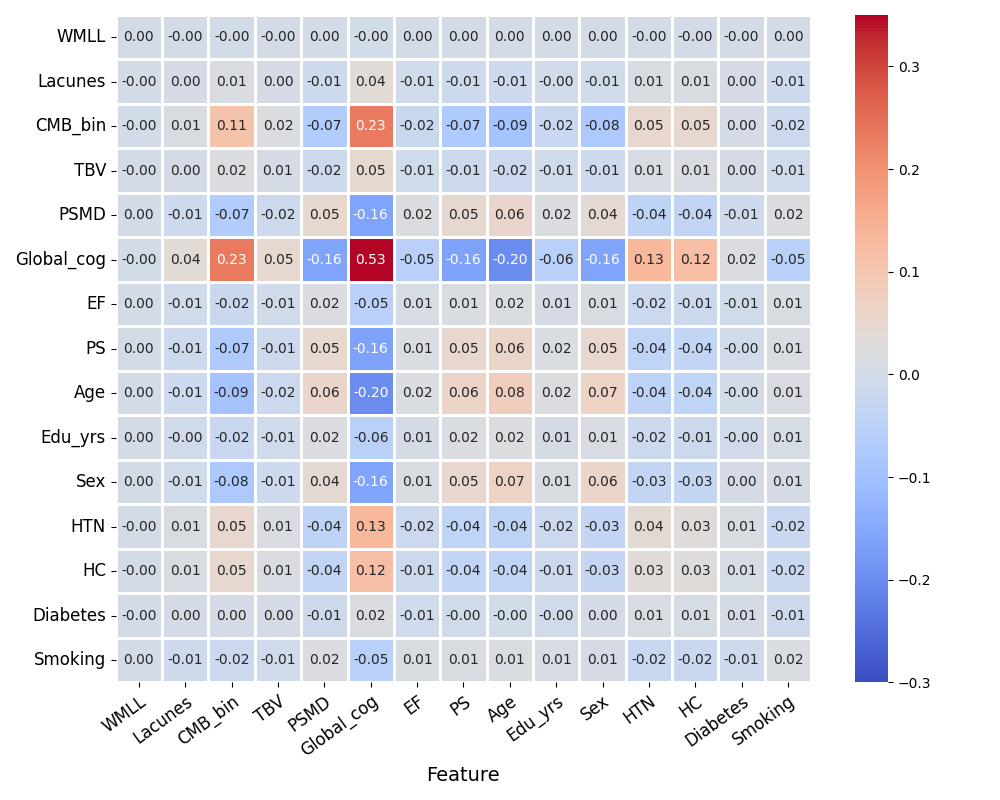 WMLL 0.00 -0.00 -0.00 -0.00 0.00 -0.00 0.00 0.00 0.00 0.00 0.00 -0.00 -0.00 -0.00 0.00
Lacunes -0.00 0.00 0.01 0.00 -0.01 0.04 -0.01 -0.01 -0.01 -0.00 -0.01 0.01 0.01 0.00 -0.01
CMB_bin -0.00 0.01 0.11 0.02 -0.07 0.23 -0.02 -0.07 -0.09 -0.02 -0.08 0.05 0.05 0.00 -0.02
TBV -0.00 0.00 0.02 0.01 -0.02 0.05 -0.01 -0.01 -0.02 -0.01 -0.01 0.01 0.01 0.00 -0.01
PSMD 0.00 -0.01 -0.07 -0.02 0.05 -0.16 0.02 0.05 0.06 0.02 0.04 -0.04 -0.04 -0.01 0.02
Global_cog -0.00 0.04 0.23 0.05 -0.16 0.53 -0.05 -0.16 -0.20 -0.06 -0.16 0.13 0.12 0.02 -0.05
EF 0.00 -0.01 -0.02 -0.01 0.02 -0.05 0.01 0.01 0.02 0.01 0.01 -0.02 -0.01 -0.01 0.01
PS 0.00 -0.01 -0.07 -0.01 0.05 -0.16 0.01 0.05 0.06 0.02 0.05 -0.04 -0.04 -0.00 0.01
Age 0.00 -0.01 -0.09 -0.02 0.06 -0.20 0.02 0.06 0.08 0.02 0.07 -0.04 -0.04 -0.00 0.01
Edu_yrs 0.00 -0.00 -0.02 -0.01 0.02 -0.06 0.01 0.02 0.02 0.01 0.01 -0.02 -0.01 -0.00 0.01
Sex 0.00 -0.01 -0.08 -0.01 0.04 -0.16 0.01 0.05 0.07 0.01 0.06 -0.03 -0.03 0.00 0.01
HTN -0.00 0.01 0.05 0.01 -0.04 0.13 -0.02 -0.04 -0.04 -0.02 -0.03 0.04 0.03 0.01 -0.02
HC -0.00 0.01 0.05 0.01 -0.04 0.12 -0.01 -0.04 -0.04 -0.01 -0.03 0.03 0.03 0.01 -0.02
Diabetes -0.00 0.00 0.00 0.00 -0.01 0.02 -0.01 -0.00 -0.00 -0.00 0.00 0.01 0.01 0.01 -0.01
Smoking 0.00 -0.01 -0.02 -0.01 0.02 -0.05 0.01 0.01 0.01 0.01 0.01 -0.02 -0.02 -0.01 0.02
WMLL Lacunes CMB_bin TBV PSMD Global_cog EF PS Age Edu_yrs Sex HTN HC Diabetes Smoking
Feature
0.3
0.2
0.1
0.0
−0.1
−0.2
−0.3